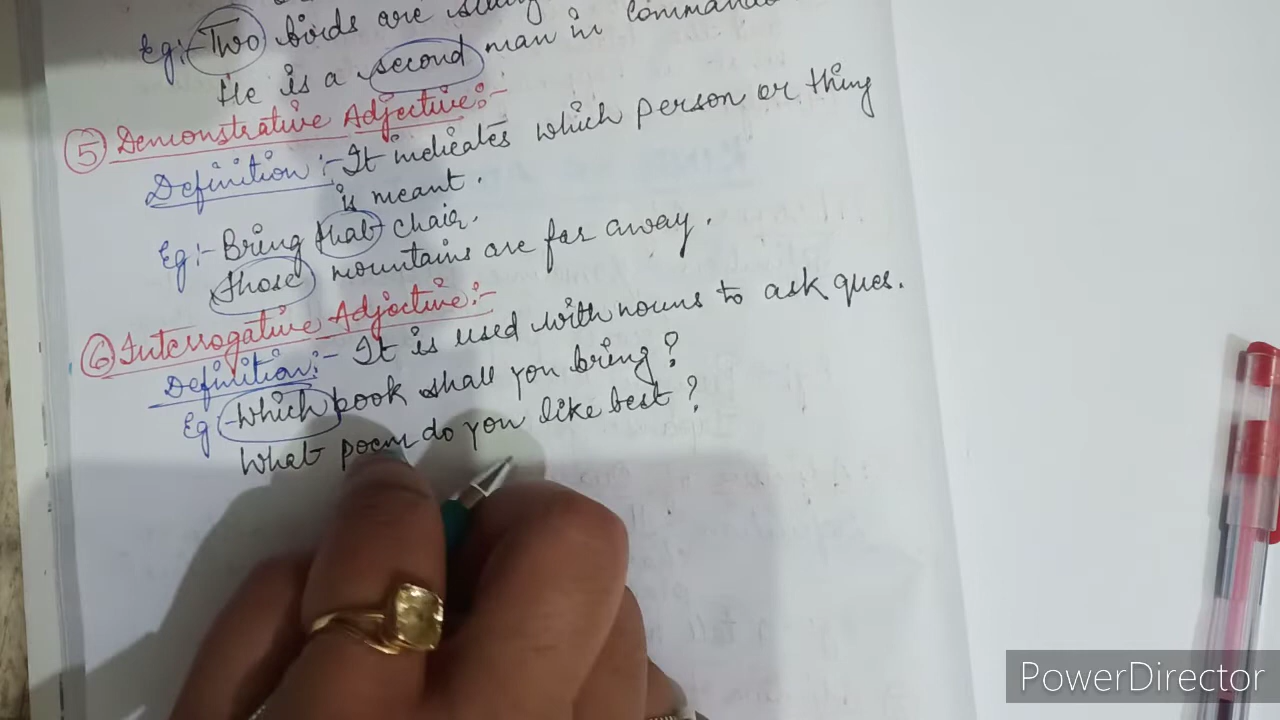 Eg:- Two birds are
He is a second man in command
⑤ Demonstrative Adjective:-
Definition :- It indicates which person or thing
is meant.
Eg:- Bring that chair.
those mountains are far away.
⑥ Interrogative Adjective:-
Definition:- It is used with nouns to ask ques.
Eg:- Which book shall you bring?
What poem do you like best?
PowerDirector